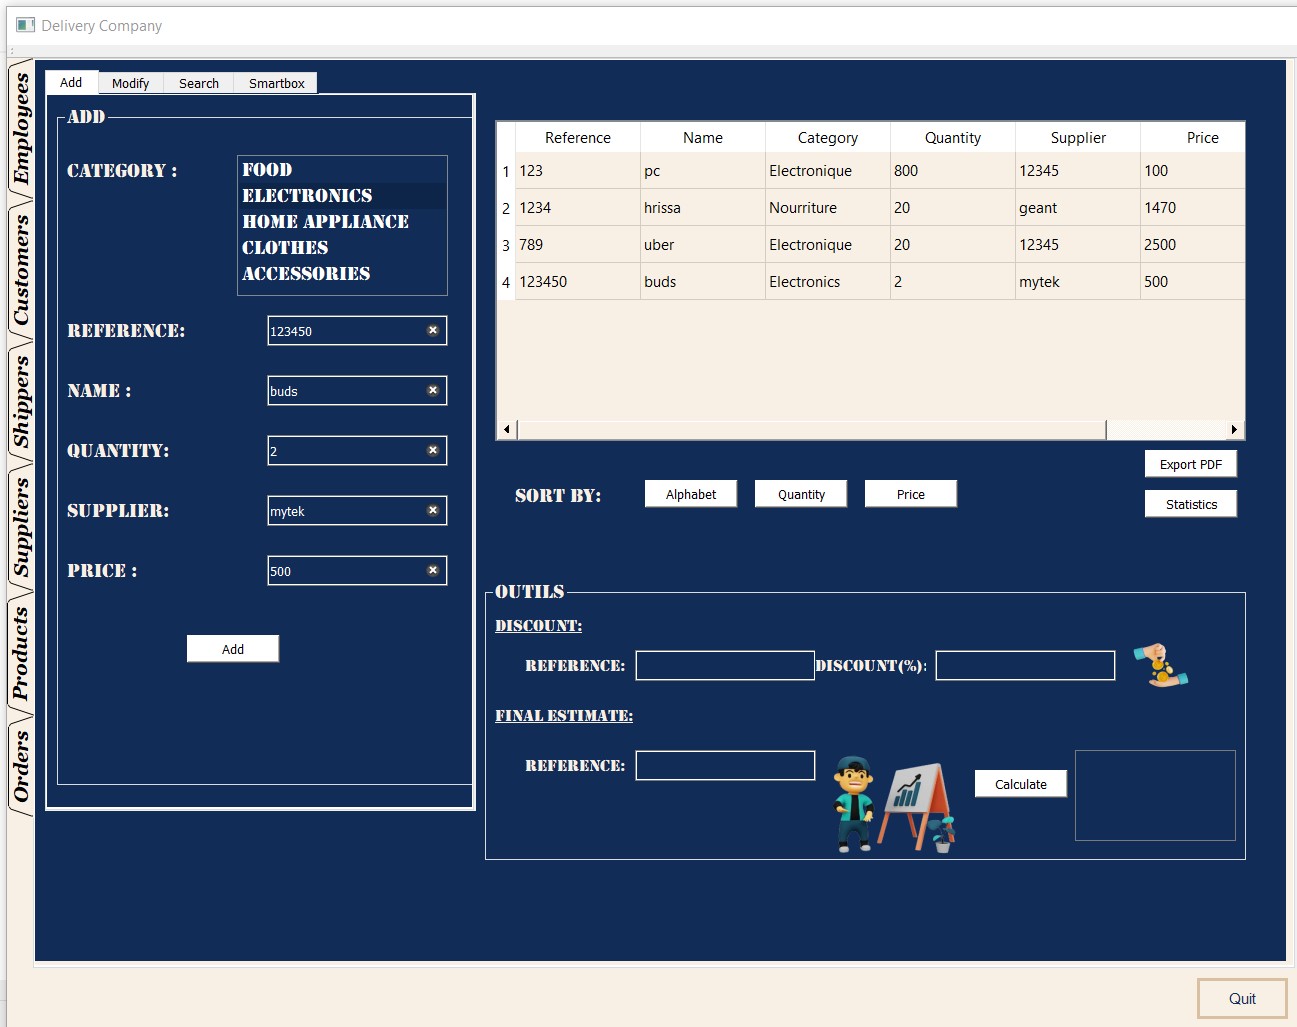 Delivery Company
Employees
Customers
Shippers
Suppliers
Products
Orders
Add Modify Search Smartbox
ADD
CATEGORY :
FOOD
ELECTRONICS
HOME APPLIANCE
CLOTHES
ACCESSORIES
REFERENCE: 123450
NAME : buds
QUANTITY: 2
SUPPLIER: mytek
PRICE : 500
Add
Reference Name Category Quantity Supplier Price
1 123 pc Electronique 800 12345 100
2 1234 hrissa Nourriture 20 geant 1470
3 789 uber Electronique 20 12345 2500
4 123450 buds Electronics 2 mytek 500
Export PDF
SORT BY: Alphabet Quantity Price
Statistics
OUTILS
DISCOUNT:
REFERENCE: DISCOUNT(%):
FINAL ESTIMATE:
REFERENCE:
Calculate
Quit